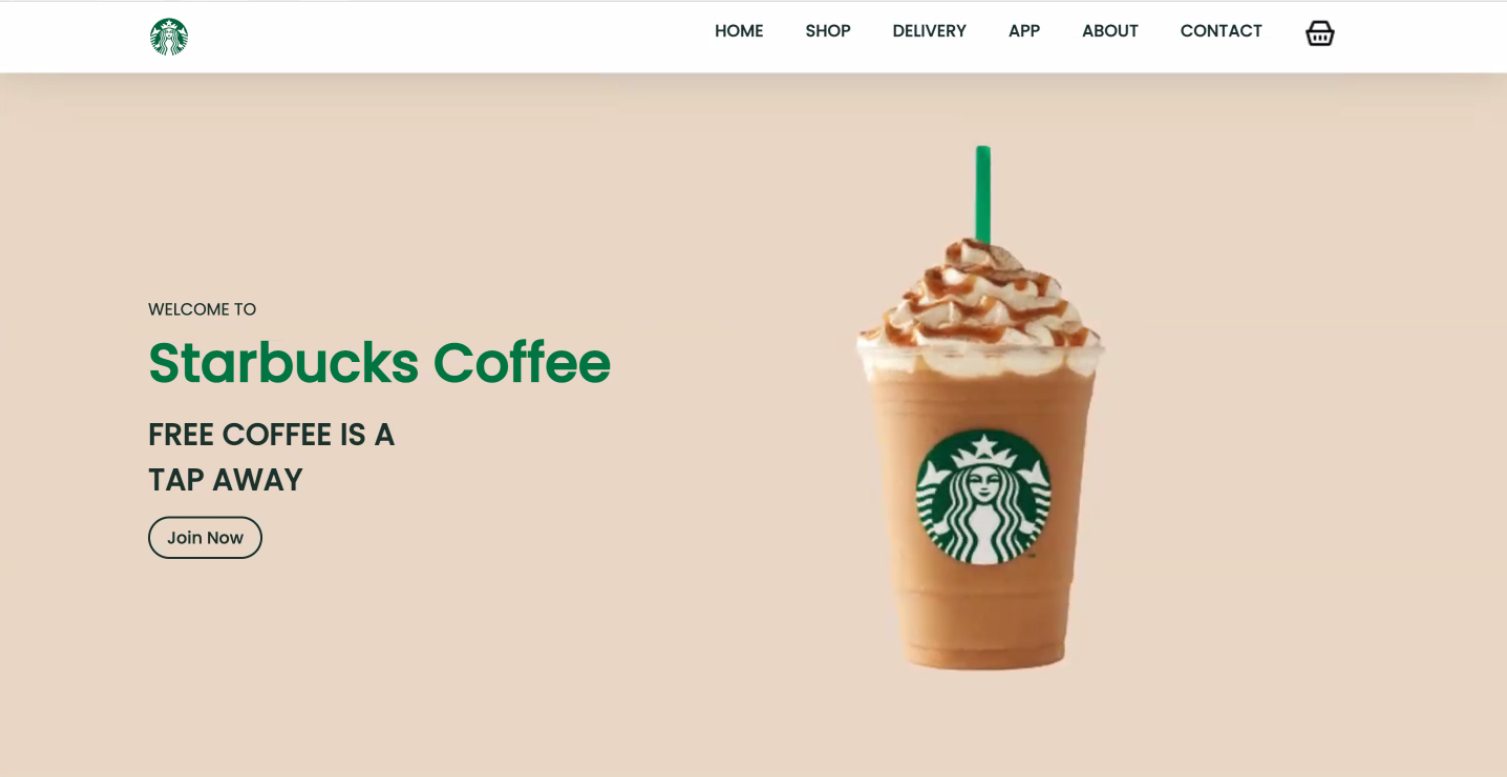 HOME SHOP DELIVERY APP ABOUT CONTACT
WELCOME TO
Starbucks Coffee
FREE COFFEE IS A
TAP AWAY
Join Now